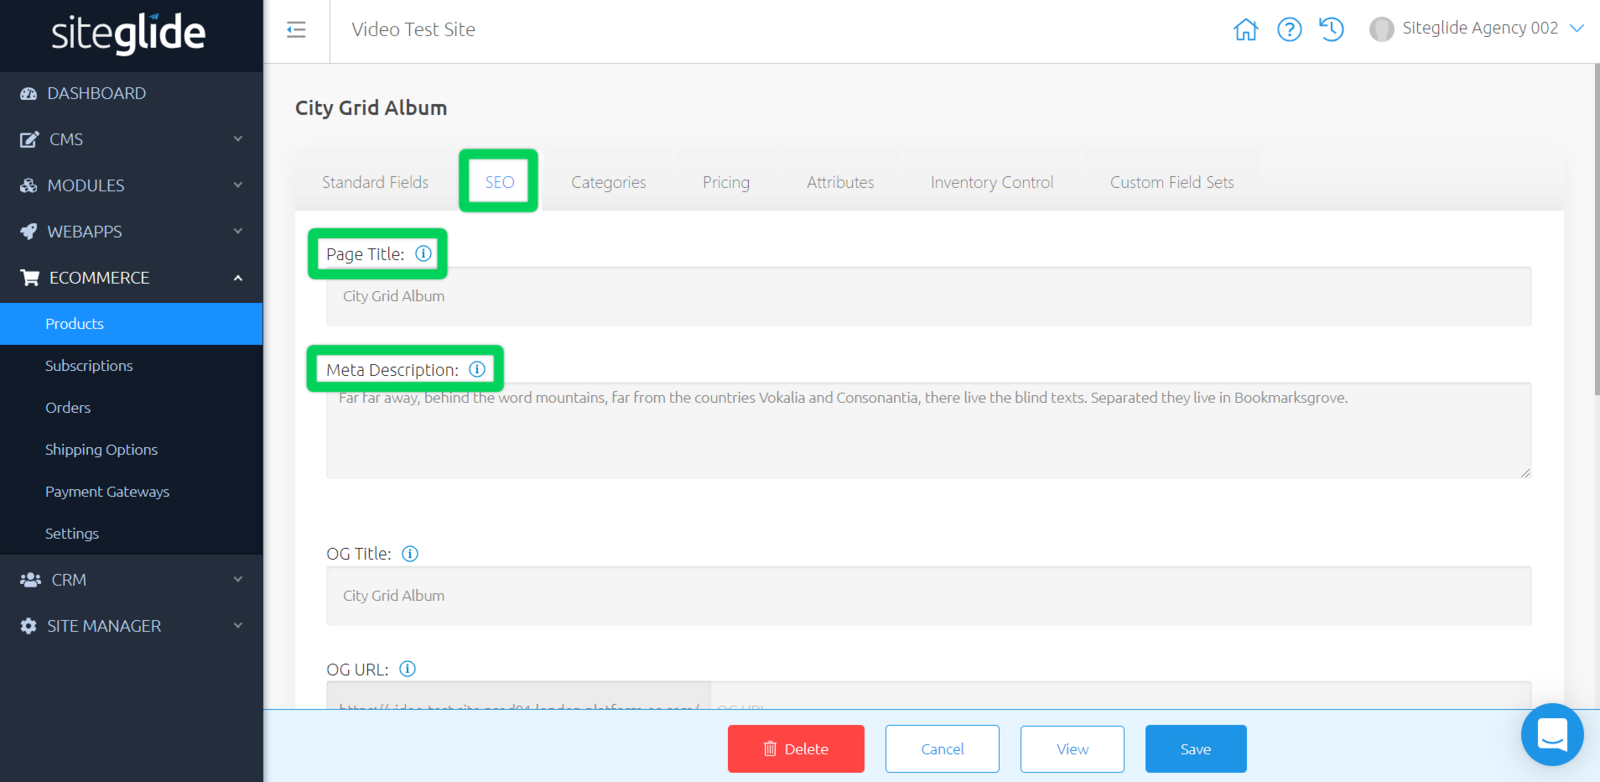 siteglide
Video Test Site
Siteglide Agency 002
DASHBOARD
CMS
MODULES
WEBAPPS
ECOMMERCE
Products
Subscriptions
Orders
Shipping Options
Payment Gateways
Settings
CRM
SITE MANAGER
City Grid Album
Standard Fields
SEO
Categories
Pricing
Attributes
Inventory Control
Custom Field Sets
Page Title:
City Grid Album
Meta Description:
Far far away, behind the word mountains, far from the countries Vokalia and Consonantia, there live the blind texts. Separated they live in Bookmarksgrove.
OG Title:
City Grid Album
OG URL:
Delete
Cancel
View
Save